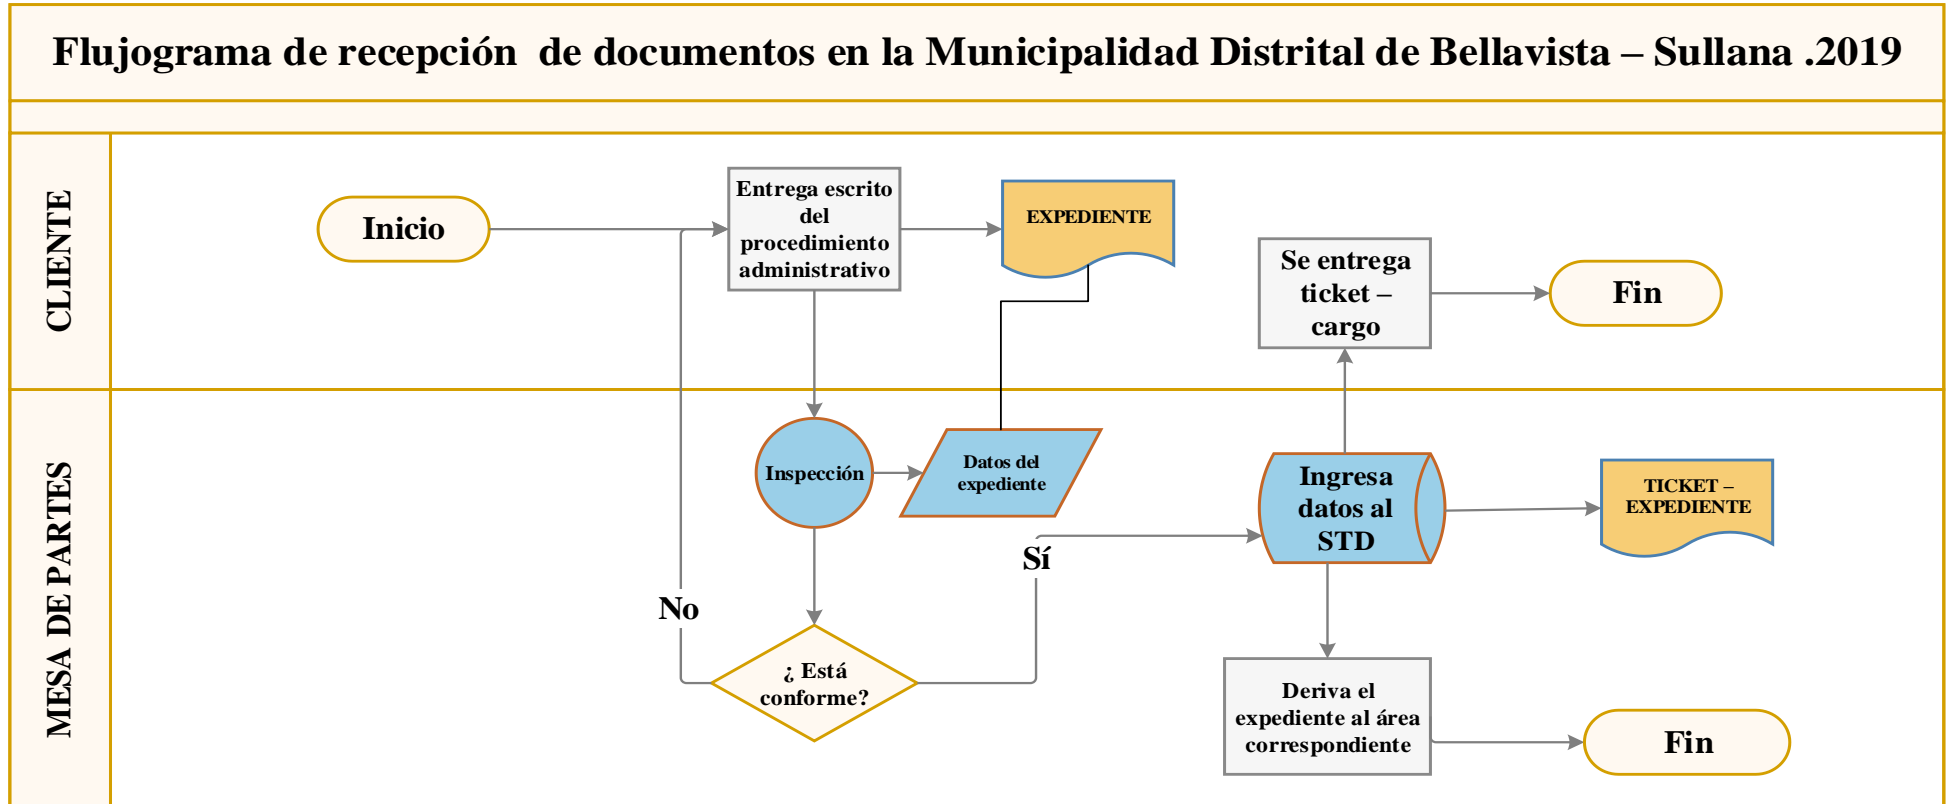 Flujograma de recepción  de documentos en la Municipalidad Distrital de Bellavista – Sullana .2019
CLIENTE
Inicio
Entrega escrito
del
procedimiento
administrativo
EXPEDIENTE
Se entrega
ticket –
cargo
Fin
MESA DE PARTES
Inspección
Datos del
expediente
Ingresa
datos al
STD
TICKET –
EXPEDIENTE
Sí
No
¿ Está
conforme?
Deriva el
expediente al área
correspondiente
Fin